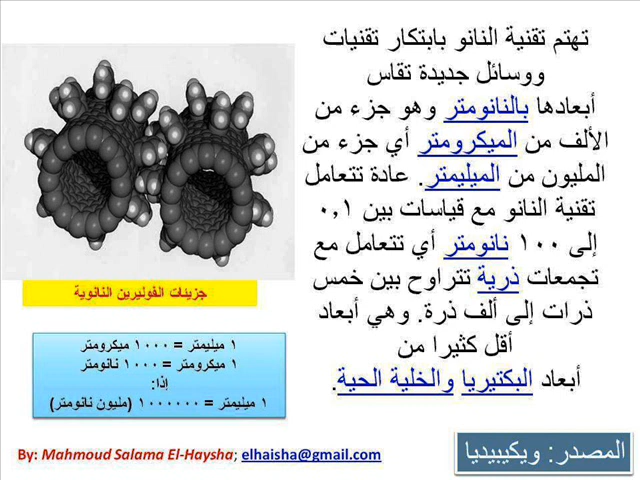 تهتم تقنية النانو بابتكار تقنيات
ووسائل جديدة تقاس
أبعادها بالنانومتر وهو جزء من
الألف من الميكرومتر أي جزء من
المليون من الميليمتر. عادة تتعامل
تقنية النانو مع قياسات بين ٠,١
إلى ١٠٠ نانومتر أي تتعامل مع
تجمعات ذرية تتراوح بين خمس
ذرات إلى ألف ذرة. وهي أبعاد
أقل كثيرا من
أبعاد البكتيريا والخلية الحية.
جزيئات الفوليرين النانوية
١ ميليمتر = ١٠٠٠ ميكرومتر
١ ميكرومتر = ١٠٠٠ نانومتر
إذا:
١ ميليمتر = ١٠٠٠٠٠٠ (مليون نانومتر)
المصدر: ويكيبيديا
By: Mahmoud Salama El-Haysha; elhaisha@gmail.com